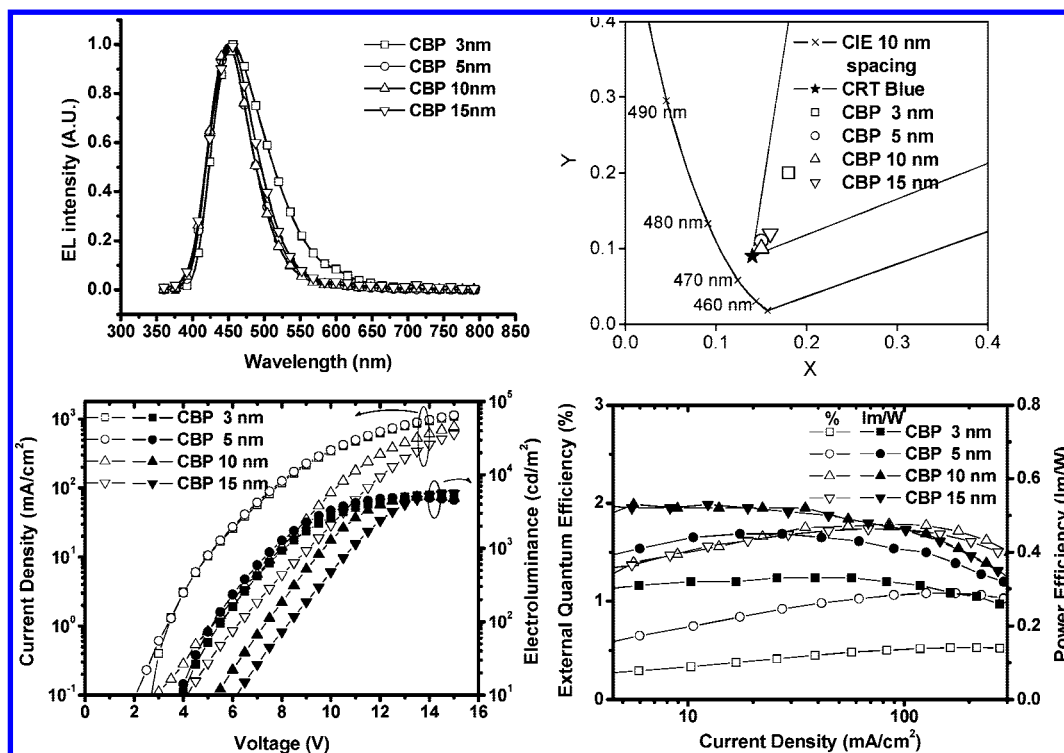 1.0
0.8
0.6
0.4
0.2
0.0
EL intensity (A.U.)
CBP 3nm
CBP 5nm
CBP 10nm
CBP 15nm
300 350 400 450 500 550 600 650 700 750 800
Wavelength (nm)
0.4
0.3
0.2
0.1
0.0
Y
CIE 10 nm
spacing
CRT Blue
CBP 3 nm
CBP 5 nm
CBP 10 nm
CBP 15 nm
490 nm
480 nm
470 nm
460 nm
0.0 0.1 0.2 0.3 0.4
X
10³
10²
10¹
10⁰
10⁻¹
Current Density (mA/cm²)
CBP 3 nm
CBP 5 nm
CBP 10 nm
CBP 15 nm
10⁵
10⁴
10³
10²
10¹
Electroluminance (cd/m²)
0 2 4 6 8 10 12 14 16
Voltage (V)
3
2
1
0
External Quantum Efficiency (%)
% lm/W
CBP 3 nm
CBP 5 nm
CBP 10 nm
CBP 15 nm
0.8
0.6
0.4
0.2
0.0
Power Efficiency (lm/W)
10 100
Current Density (mA/cm²)